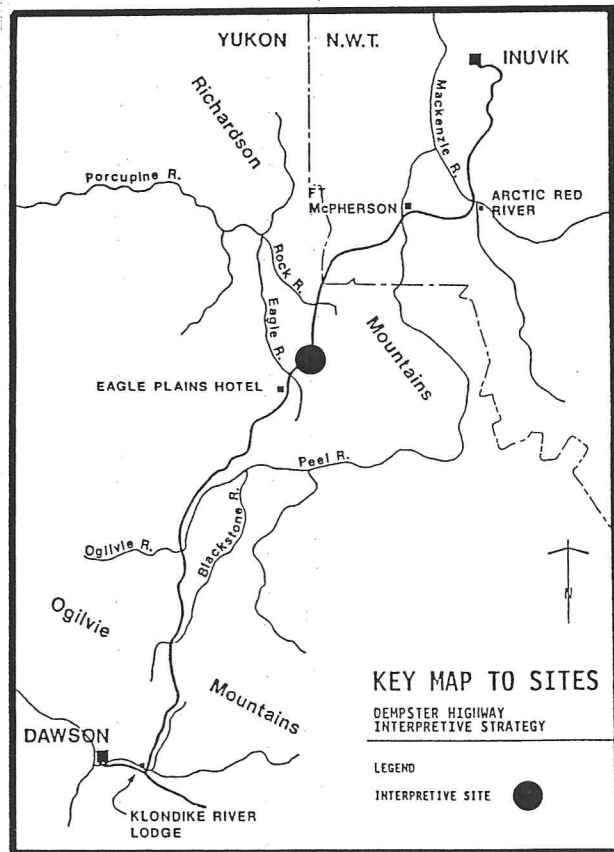 YUKON
N.W.T.
INUVIK
Richardson
Mackenzie R.
Porcupine R.
FT
McPHERSON
ARCTIC RED
RIVER
Rock R.
Eagle R.
Mountains
EAGLE PLAINS HOTEL
Peel R.
Blackstone R.
Ogilvie R.
N
Ogilvie
Mountains
KEY MAP TO SITES
DEMPSTER HIGHWAY
INTERPRETIVE STRATEGY
DAWSON
LEGEND
INTERPRETIVE SITE
KLONDIKE RIVER
LODGE